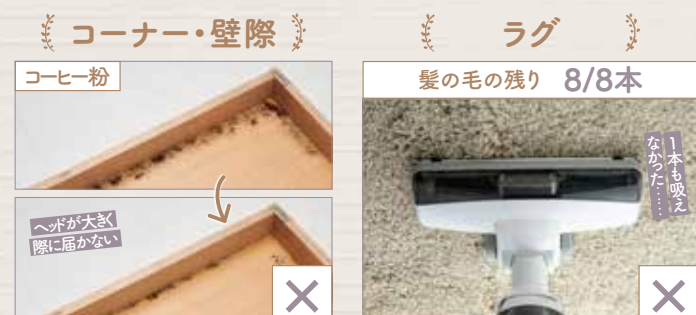 コーナー・壁際
コーヒー粉
ヘッドが大きく
際に届かない
×
ラグ
髪の毛の残り 8/8本
1本も吸え
なかった……
×